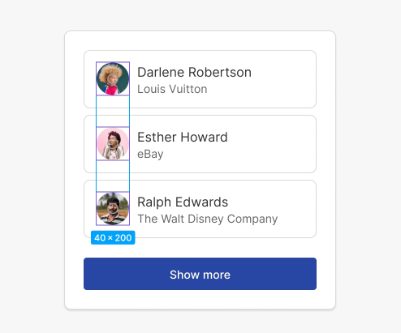 Darlene Robertson
Louis Vuitton
Esther Howard
eBay
Ralph Edwards
The Walt Disney Company
40 × 200
Show more